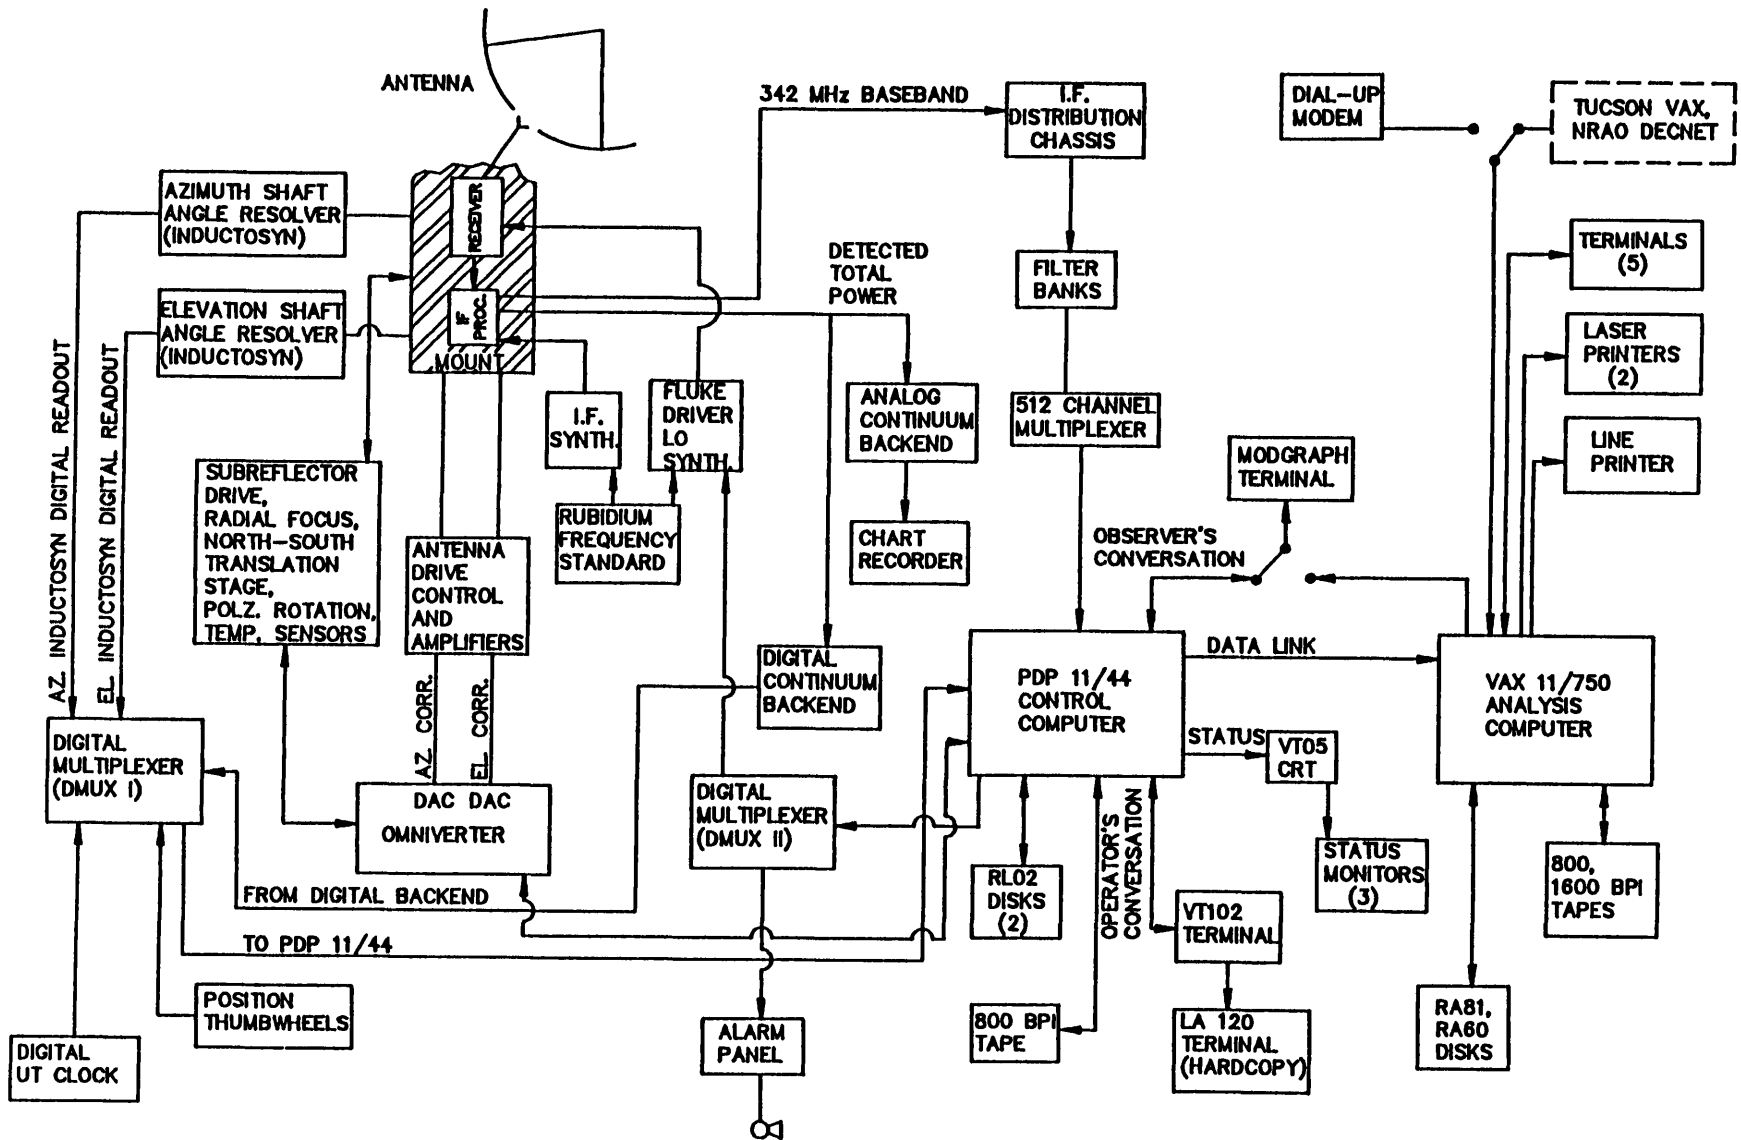 ANTENNA
342 MHz BASEBAND
I.F.
DISTRIBUTION
CHASSIS
DIAL-UP
MODEM
TUCSON VAX,
NRAO DECNET
AZIMUTH SHAFT
ANGLE RESOLVER
(INDUCTOSYN)
RECEIVER
IF
PROC.
MOUNT
ELEVATION SHAFT
ANGLE RESOLVER
(INDUCTOSYN)
DETECTED
TOTAL
POWER
FILTER
BANKS
TERMINALS
(5)
LASER
PRINTERS
(2)
LINE
PRINTER
AZ. INDUCTOSYN DIGITAL READOUT
EL. INDUCTOSYN DIGITAL READOUT
I.F.
SYNTH.
FLUKE
DRIVER
LO
SYNTH.
ANALOG
CONTINUUM
BACKEND
512 CHANNEL
MULTIPLEXER
MODGRAPH
TERMINAL
SUBREFLECTOR
DRIVE,
RADIAL FOCUS,
NORTH-SOUTH
TRANSLATION
STAGE,
POLZ. ROTATION,
TEMP. SENSORS
ANTENNA
DRIVE
CONTROL
AND
AMPLIFIERS
RUBIDIUM
FREQUENCY
STANDARD
CHART
RECORDER
OBSERVER'S
CONVERSATION
DIGITAL
CONTINUUM
BACKEND
PDP 11/44
CONTROL
COMPUTER
DATA LINK
VAX 11/750
ANALYSIS
COMPUTER
AZ. CORR.
EL. CORR.
DIGITAL
MULTIPLEXER
(DMUX I)
DAC DAC
OMNIVERTER
DIGITAL
MULTIPLEXER
(DMUX II)
STATUS
VT05
CRT
STATUS
MONITORS
(3)
OPERATOR'S
CONVERSATION
RL02
DISKS
(2)
VT102
TERMINAL
800,
1600 BPI
TAPES
FROM DIGITAL BACKEND
TO PDP 11/44
POSITION
THUMBWHEELS
DIGITAL
UT CLOCK
ALARM
PANEL
800 BPI
TAPE
LA 120
TERMINAL
(HARDCOPY)
RA81,
RA60
DISKS